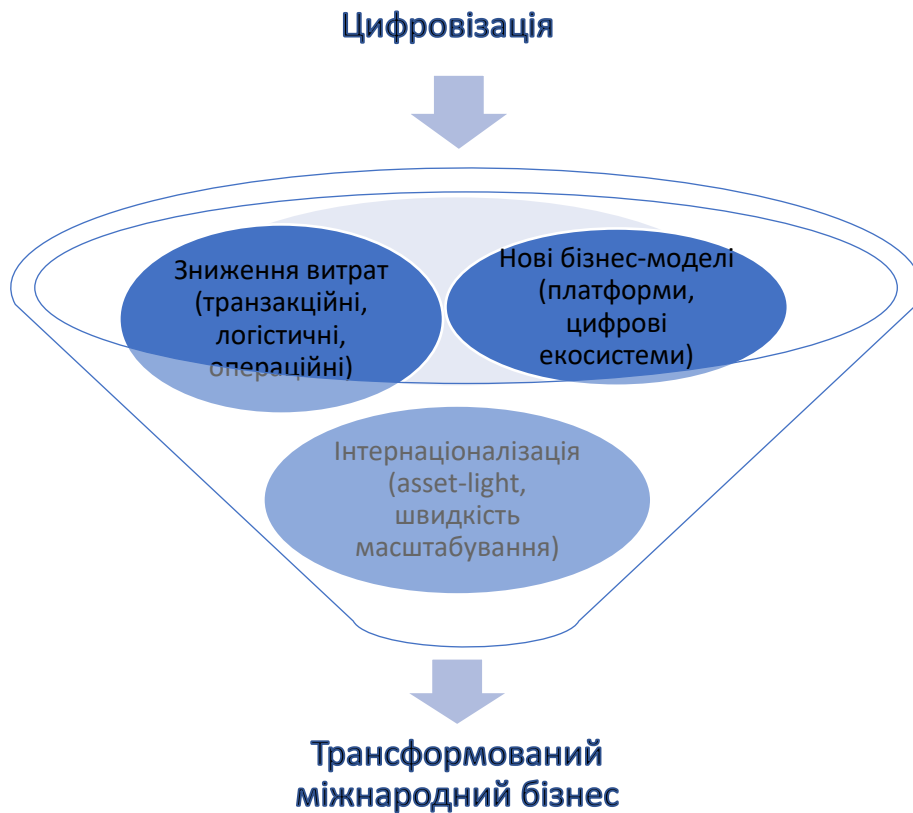 Цифровізація
Зниження витрат
(транзакційні,
логістичні,
операційні)
Нові бізнес-моделі
(платформи,
цифрові
екосистеми)
Інтернаціоналізація
(asset-light,
швидкість
масштабування)
Трансформований
міжнародний бізнес